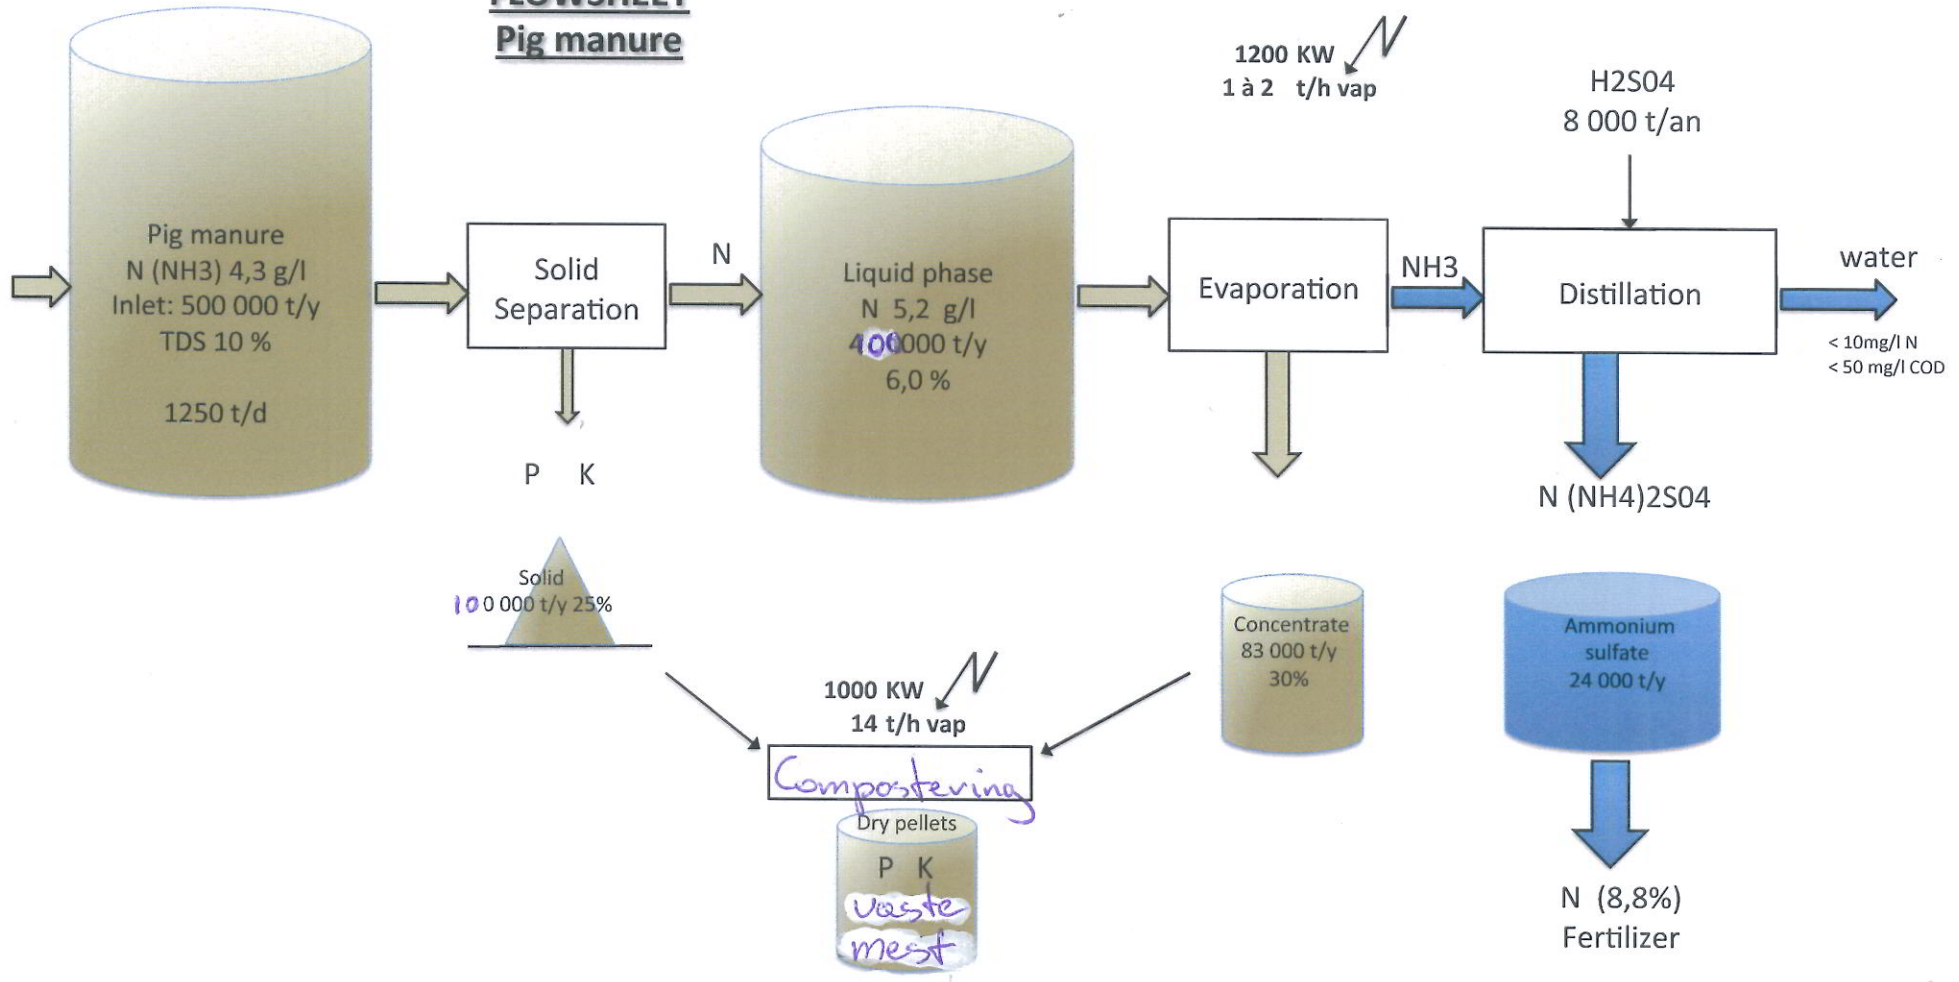 FLOWSHEET
Pig manure
Pig manure
N (NH3) 4,3 g/l
Inlet: 500 000 t/y
TDS 10 %
1250 t/d
Solid
Separation
N
P K
Solid
100 000 t/y 25%
Liquid phase
N 5,2 g/l
400000 t/y
6,0 %
1200 KW
1 à 2 t/h vap
Evaporation
NH3
H2S04
8 000 t/an
Distillation
water
< 10mg/l N
< 50 mg/l COD
N (NH4)2S04
Concentrate
83 000 t/y
30%
Ammonium
sulfate
24 000 t/y
N (8,8%)
Fertilizer
1000 KW
14 t/h vap
Compostering
Dry pellets
P K
vaste
mest